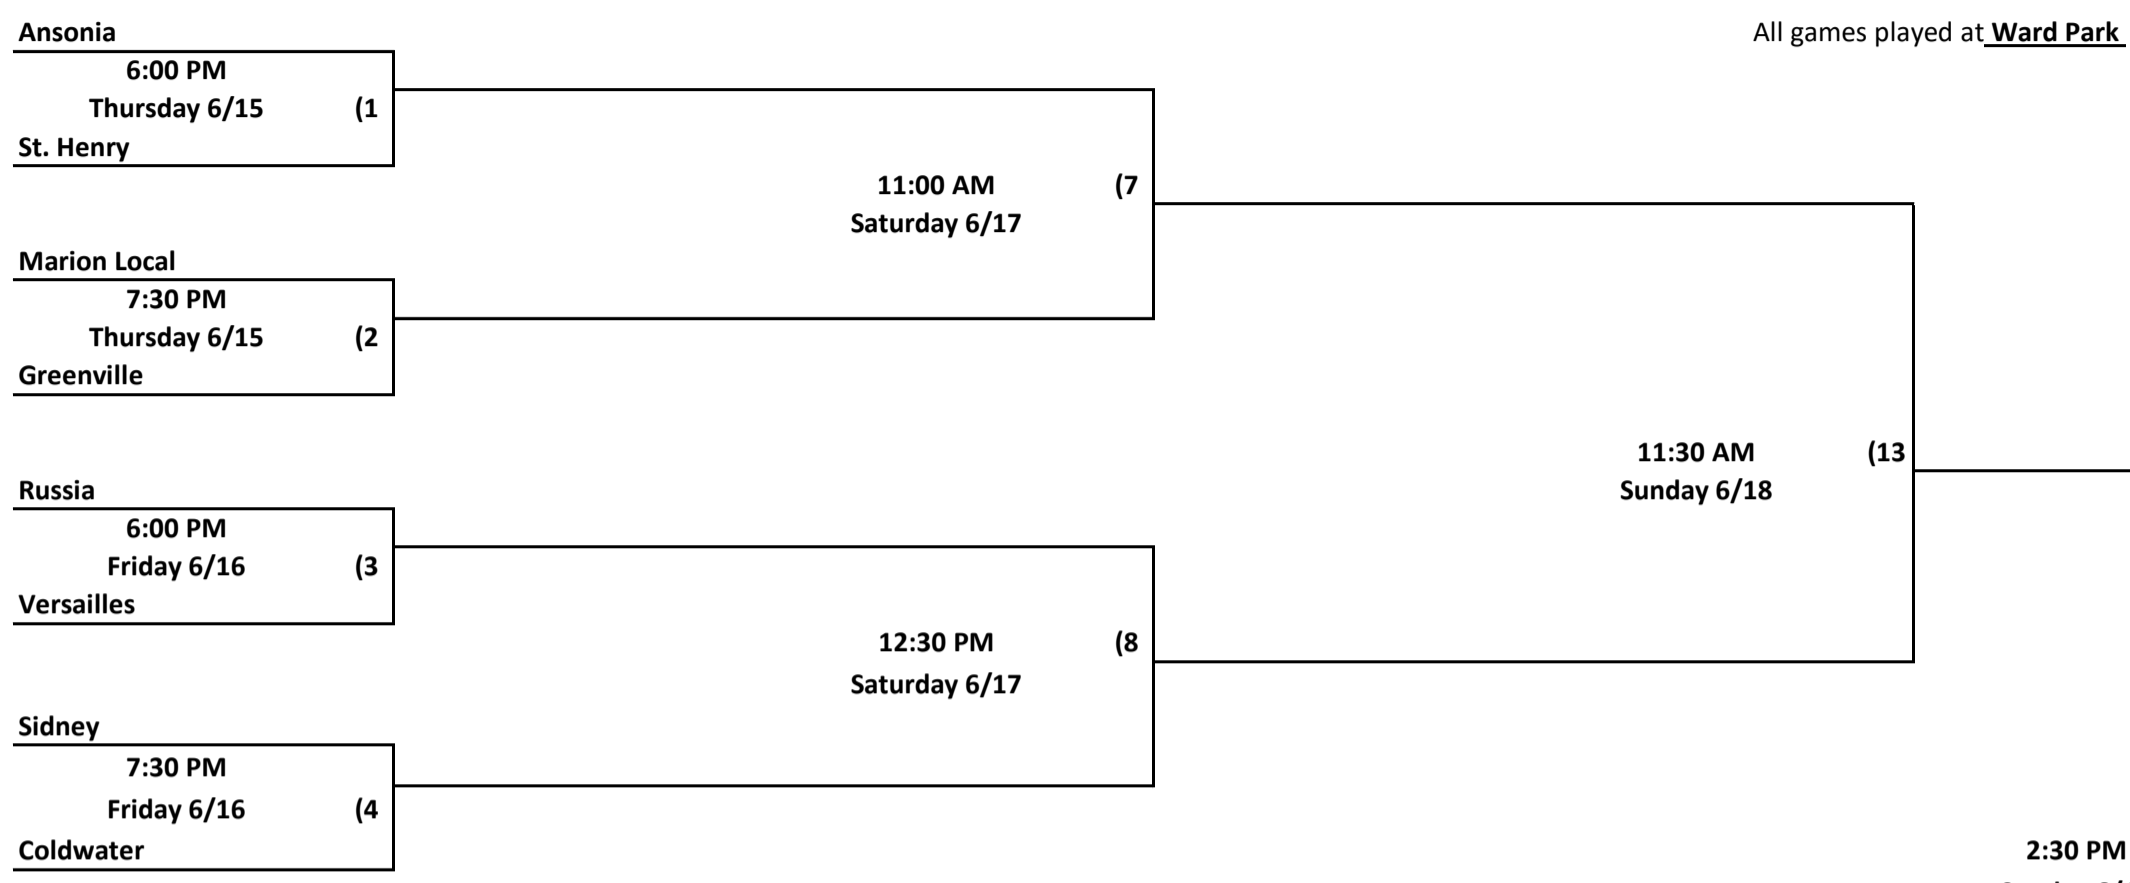 Ansonia
All games played at Ward Park
6:00 PM
Thursday 6/15 (1
St. Henry
11:00 AM (7
Saturday 6/17
Marion Local
7:30 PM
Thursday 6/15 (2
Greenville
11:30 AM (13
Sunday 6/18
Russia
6:00 PM
Friday 6/16 (3
Versailles
12:30 PM (8
Saturday 6/17
Sidney
7:30 PM
Friday 6/16 (4
Coldwater
2:30 PM